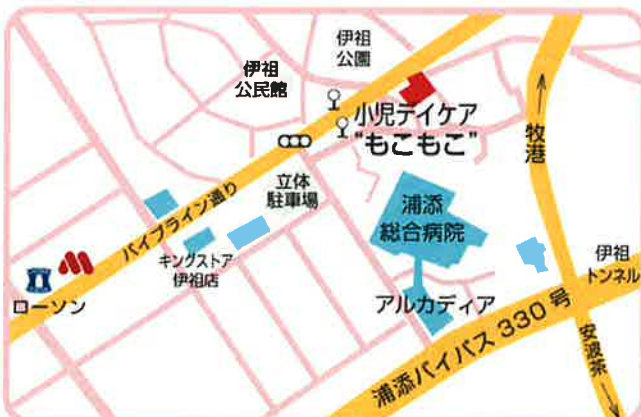 伊祖
公園
伊祖
公民館
小児デイケア
“もこもこ”
牧港
立体
駐車場
パイプライン通り
浦添
総合病院
キングストア
伊祖店
伊祖
トンネル
ローソン
アルカディア
浦添バイパス330号
安波茶